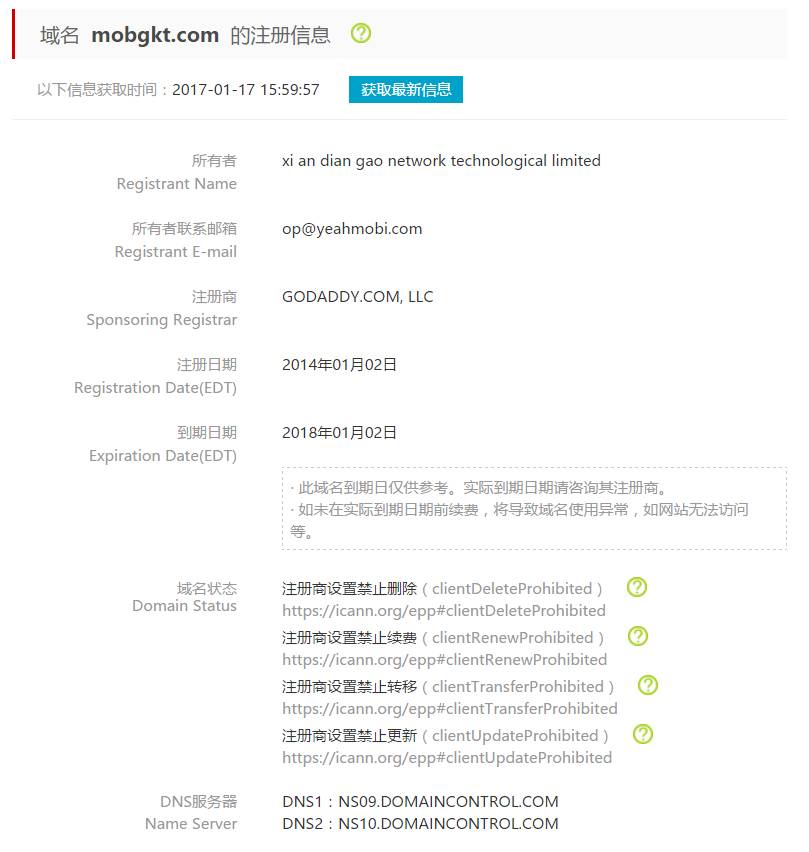 域名 mobgkt.com 的注册信息
以下信息获取时间：2017-01-17 15:59:57 获取最新信息
所有者 xi an dian gao network technological limited
Registrant Name
所有者联系邮箱 op@yeahmobi.com
Registrant E-mail
注册商 GODADDY.COM, LLC
Sponsoring Registrar
注册日期 2014年01月02日
Registration Date(EDT)
到期日期 2018年01月02日
Expiration Date(EDT)
· 此域名到期日仅供参考。实际到期日期请咨询其注册商。
· 如未在实际到期日期前续费，将导致域名使用异常，如网站无法访问
等。
域名状态 注册商设置禁止删除（clientDeleteProhibited）
Domain Status https://icann.org/epp#clientDeleteProhibited
注册商设置禁止续费（clientRenewProhibited）
https://icann.org/epp#clientRenewProhibited
注册商设置禁止转移（clientTransferProhibited）
https://icann.org/epp#clientTransferProhibited
注册商设置禁止更新（clientUpdateProhibited）
https://icann.org/epp#clientUpdateProhibited
DNS服务器 DNS1：NS09.DOMAINCONTROL.COM
Name Server DNS2：NS10.DOMAINCONTROL.COM